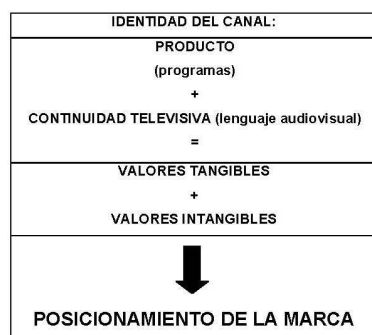 IDENTIDAD DEL CANAL:
PRODUCTO
(programas)
+
CONTINUIDAD TELEVISIVA (lenguaje audiovisual)
=
VALORES TANGIBLES
+
VALORES INTANGIBLES
POSICIONAMIENTO DE LA MARCA